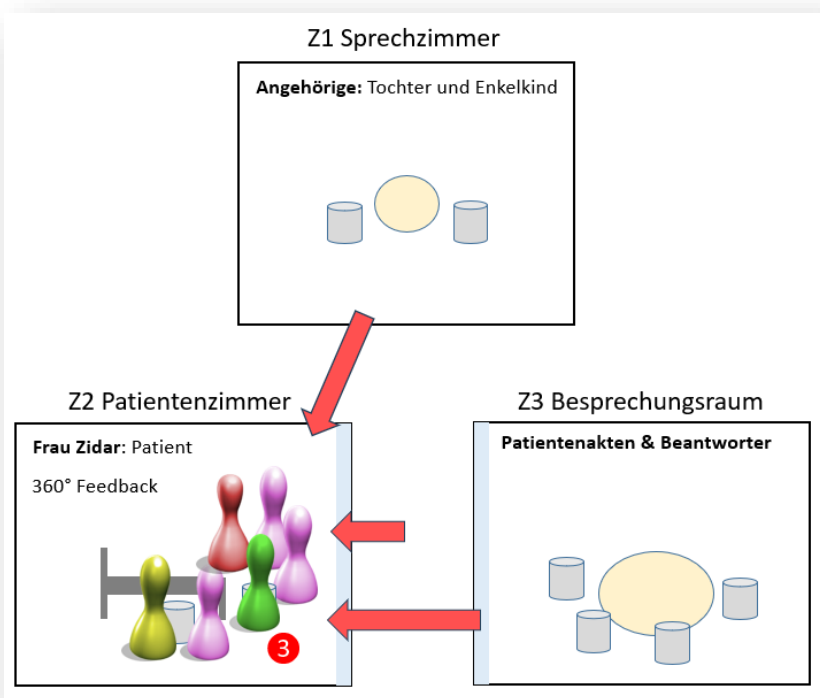 Z1 Sprechzimmer
Angehörige: Tochter und Enkelkind
Z2 Patientenzimmer
Frau Zidar: Patient
360° Feedback
3
Z3 Besprechungsraum
Patientenakten & Beantworter